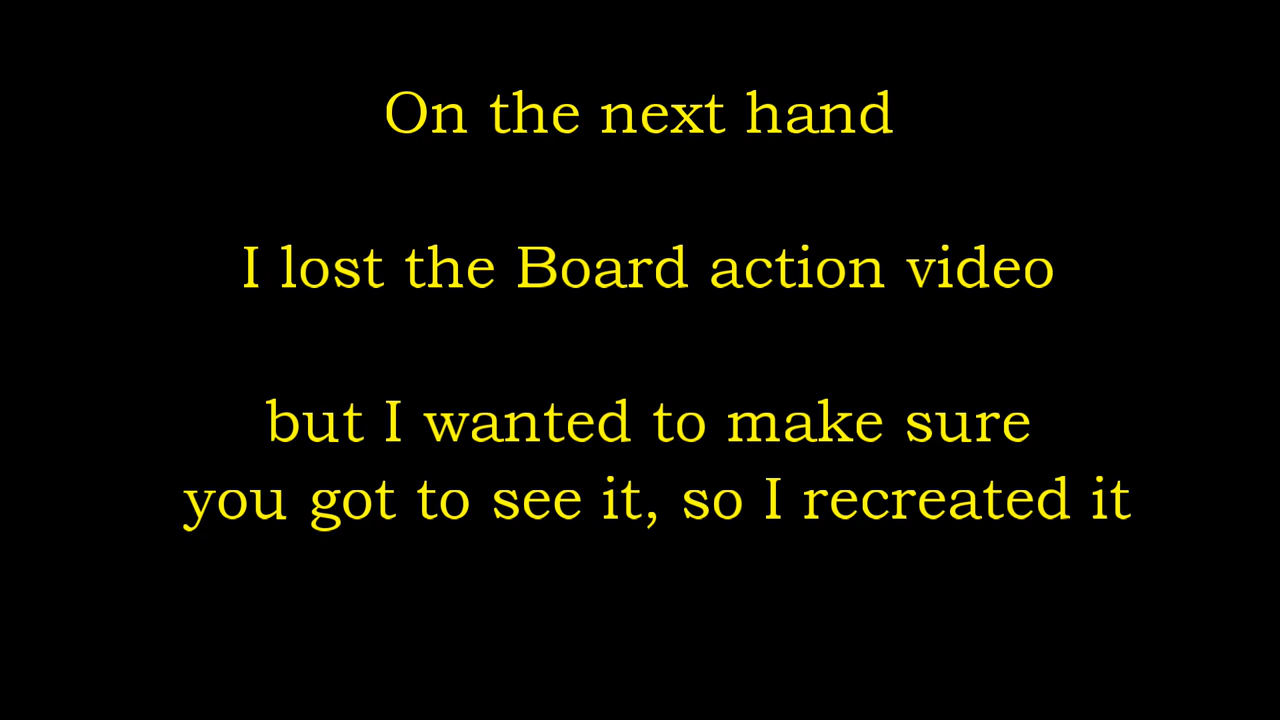 On the next hand
I lost the Board action video
but I wanted to make sure
you got to see it, so I recreated it